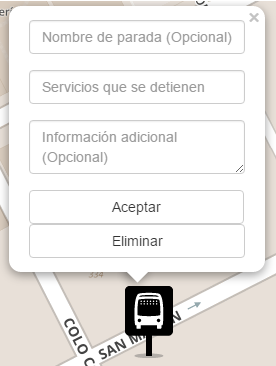 ×
Nombre de parada (Opcional)
Servicios que se detienen
Información adicional
(Opcional)
Aceptar
Eliminar
334
COLO
SAN